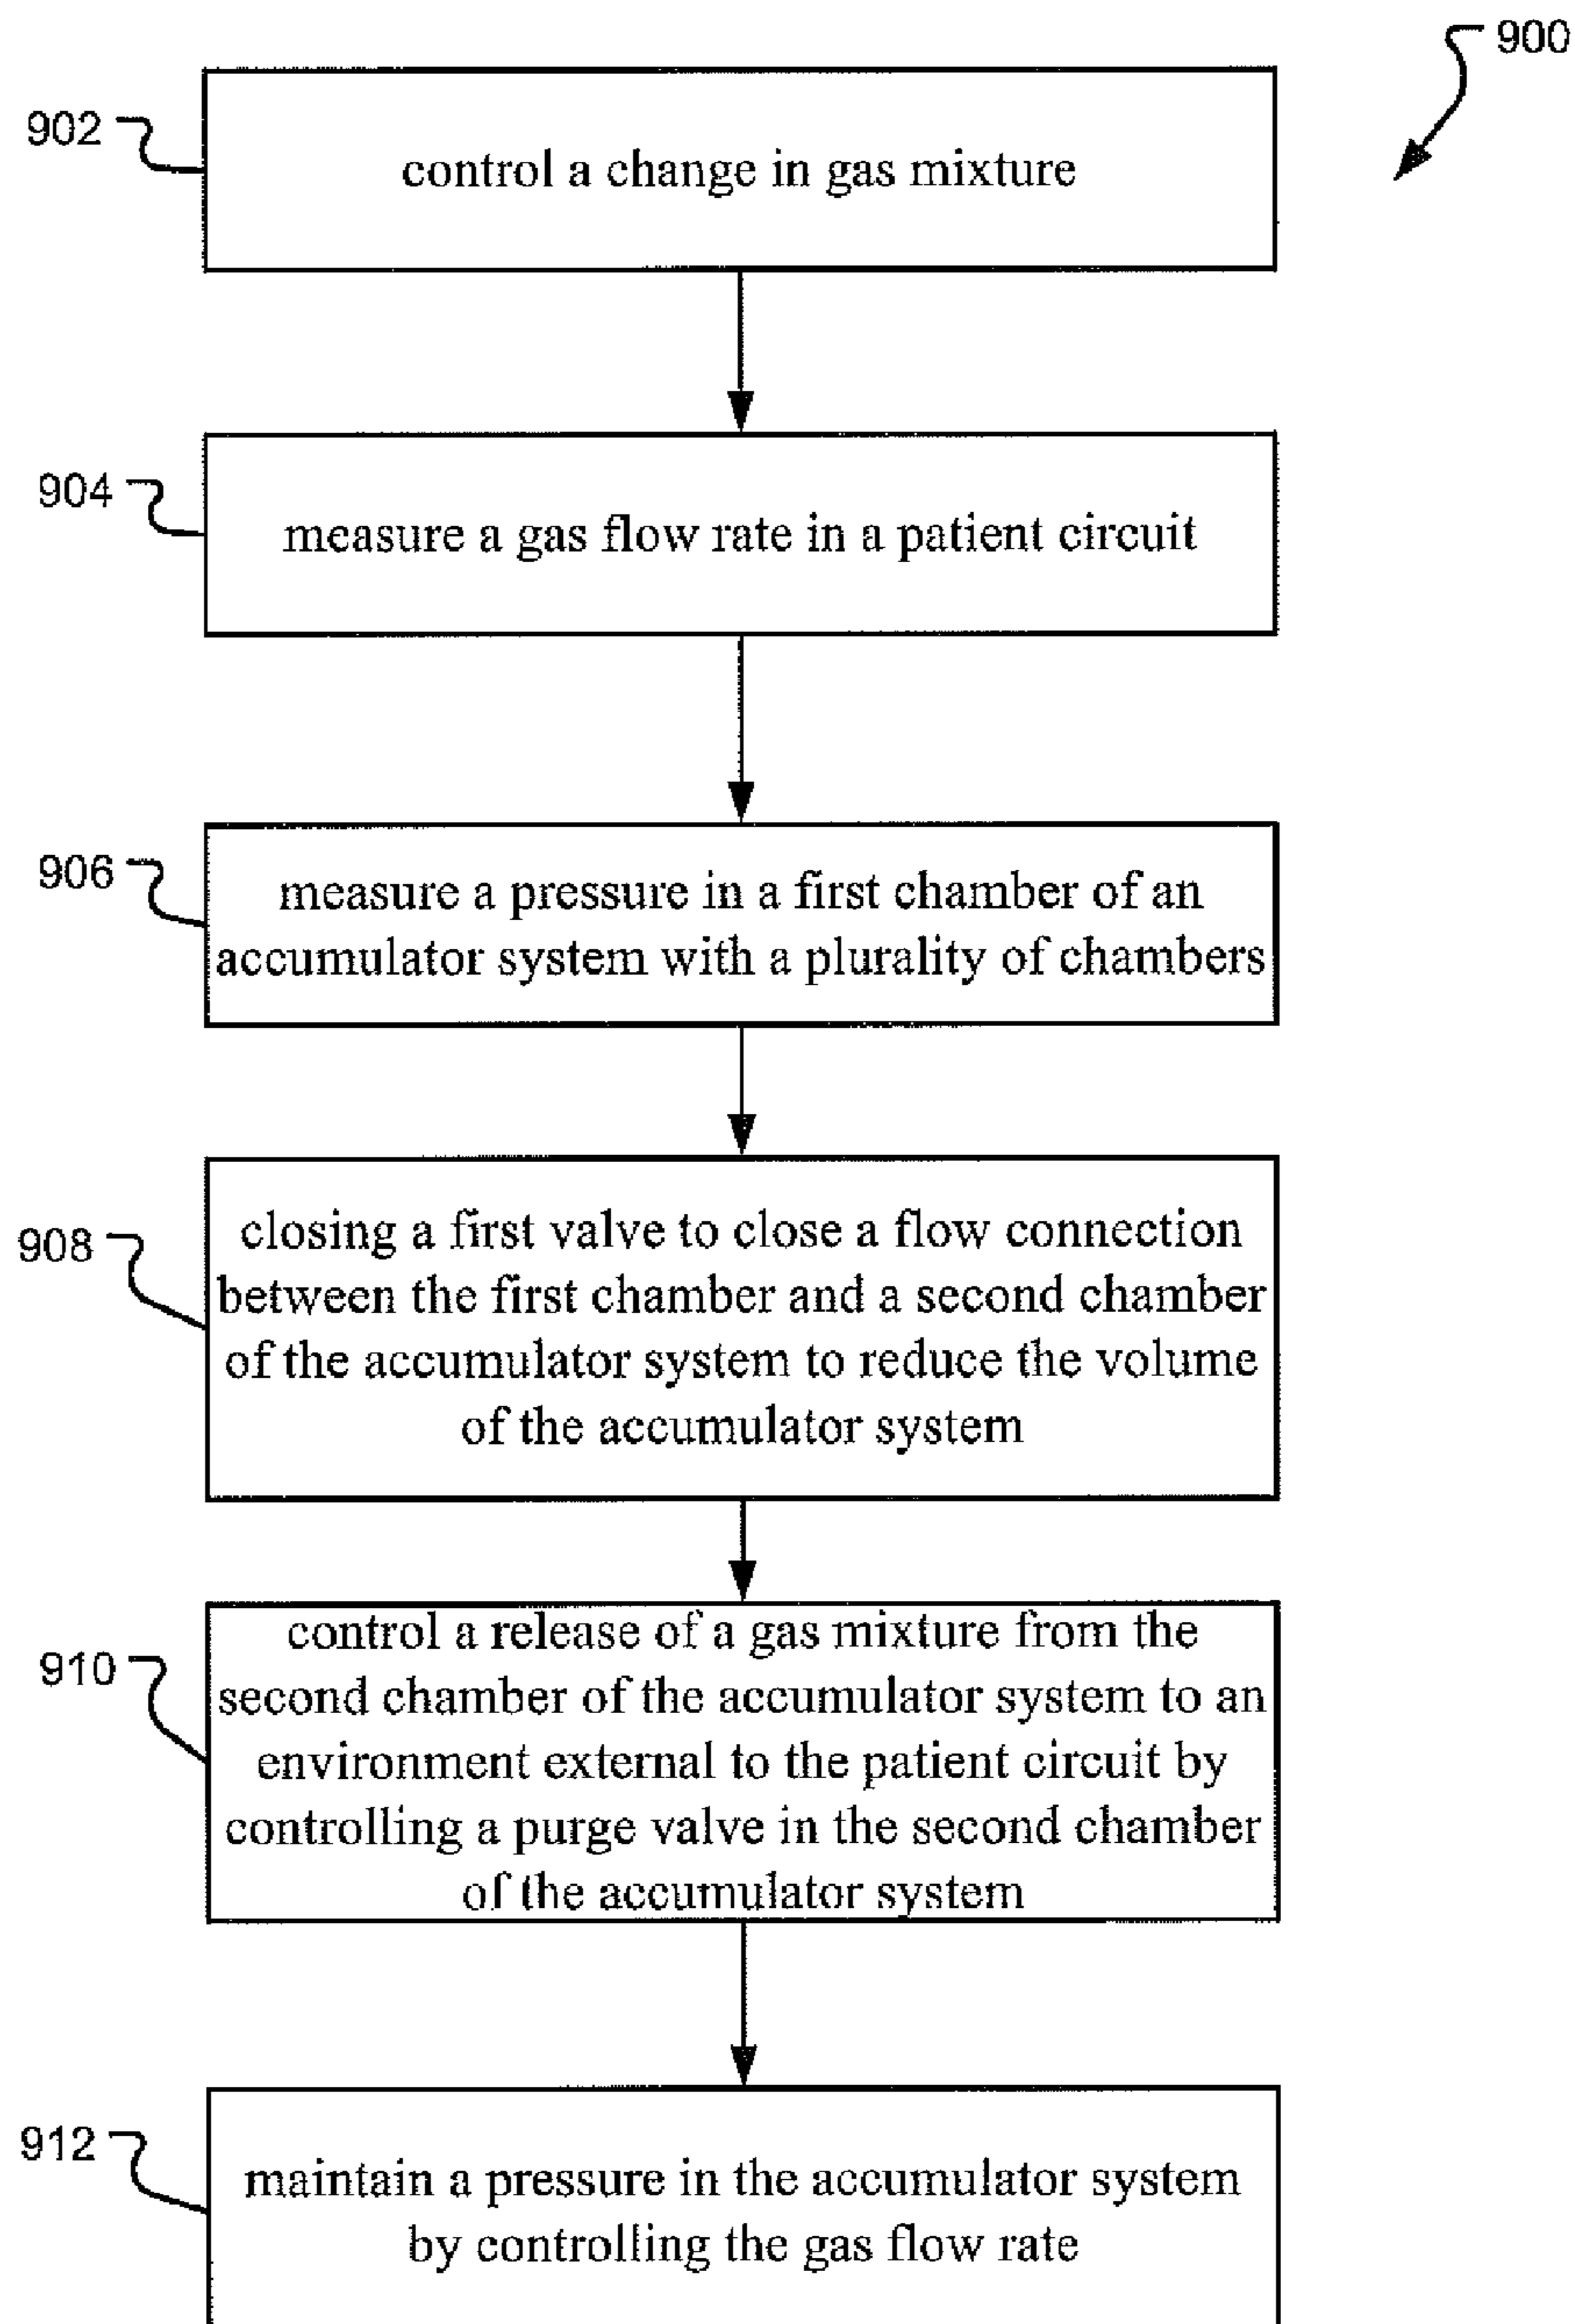 900
902
control a change in gas mixture
904
measure a gas flow rate in a patient circuit
906
measure a pressure in a first chamber of an
accumulator system with a plurality of chambers
908
closing a first valve to close a flow connection
between the first chamber and a second chamber
of the accumulator system to reduce the volume
of the accumulator system
910
control a release of a gas mixture from the
second chamber of the accumulator system to an
environment external to the patient circuit by
controlling a purge valve in the second chamber
of the accumulator system
912
maintain a pressure in the accumulator system
by controlling the gas flow rate